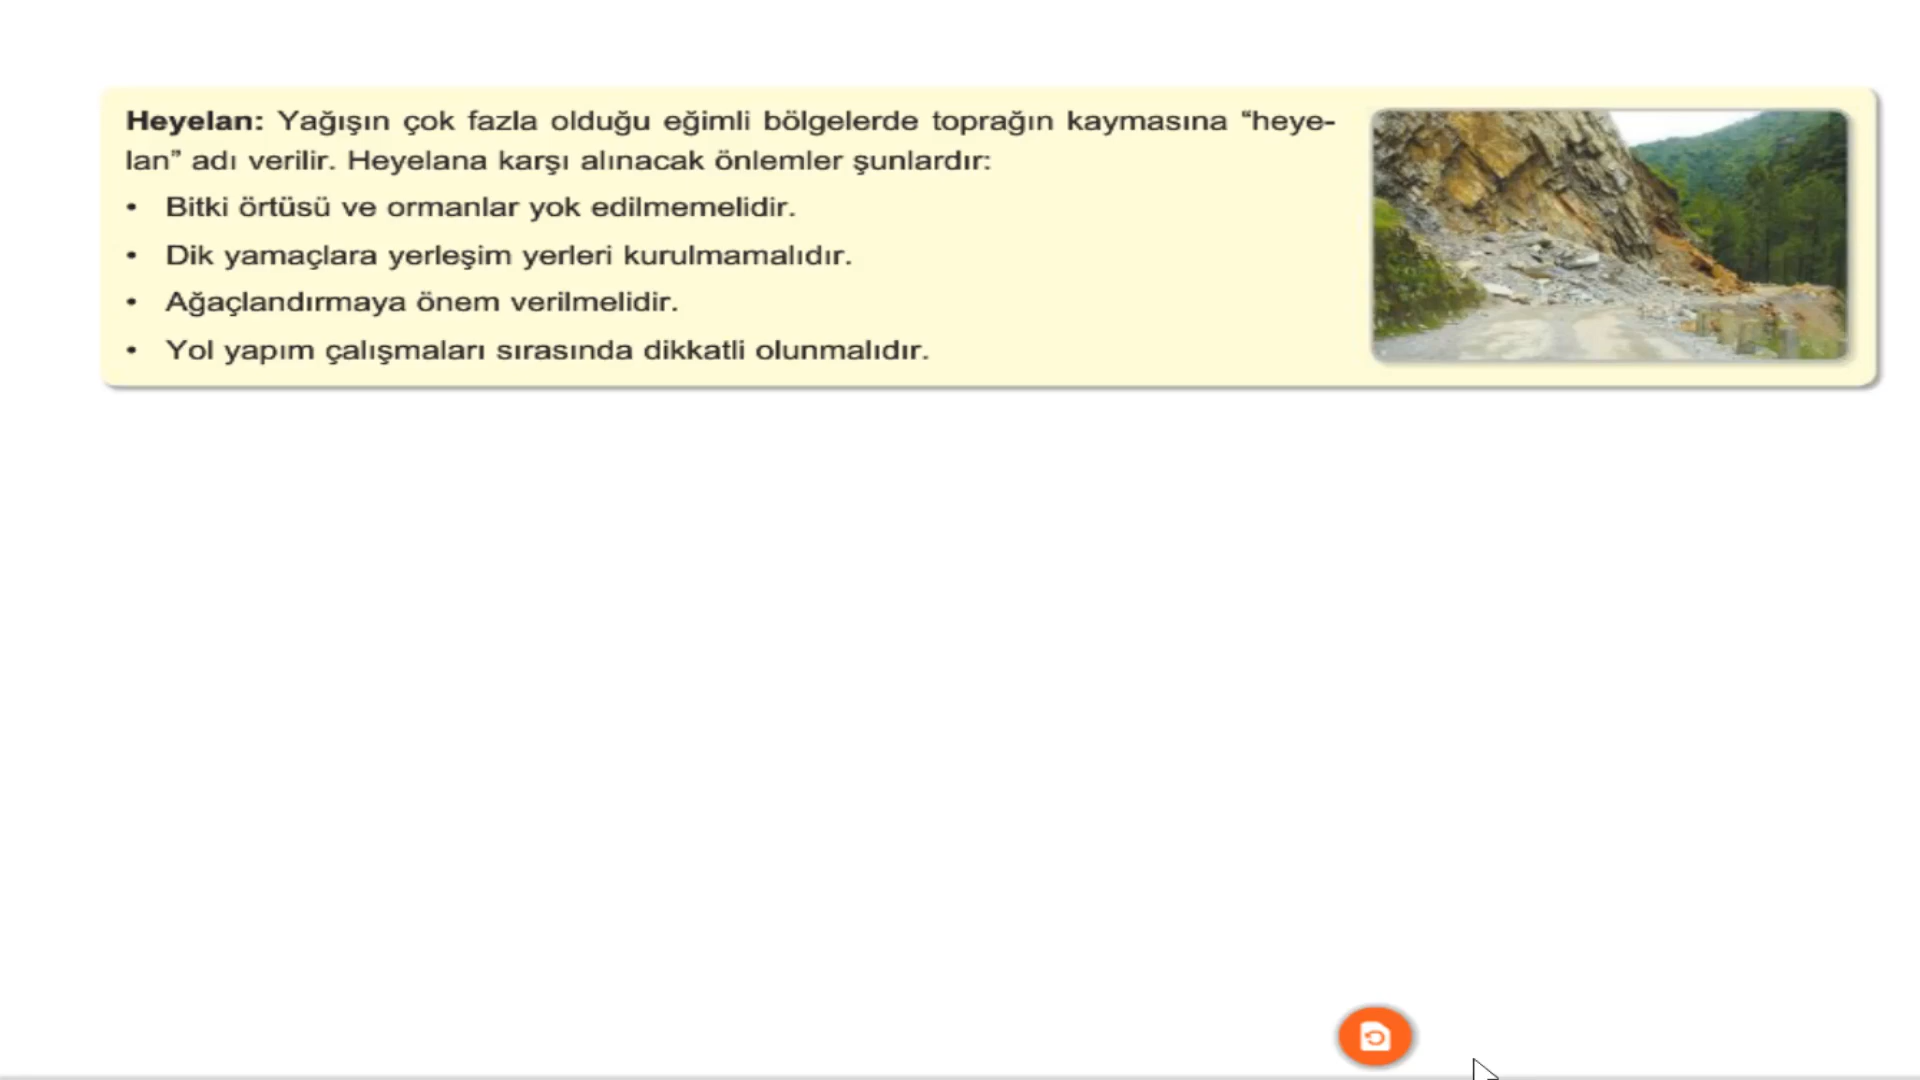 Heyelan: Yağışın çok fazla olduğu eğimli bölgelerde toprağın kaymasına “heye-
lan” adı verilir. Heyelana karşı alınacak önlemler şunlardır:
• Bitki örtüsü ve ormanlar yok edilmemelidir.
• Dik yamaçlara yerleşim yerleri kurulmamalıdır.
• Ağaçlandırmaya önem verilmelidir.
• Yol yapım çalışmaları sırasında dikkatli olunmalıdır.